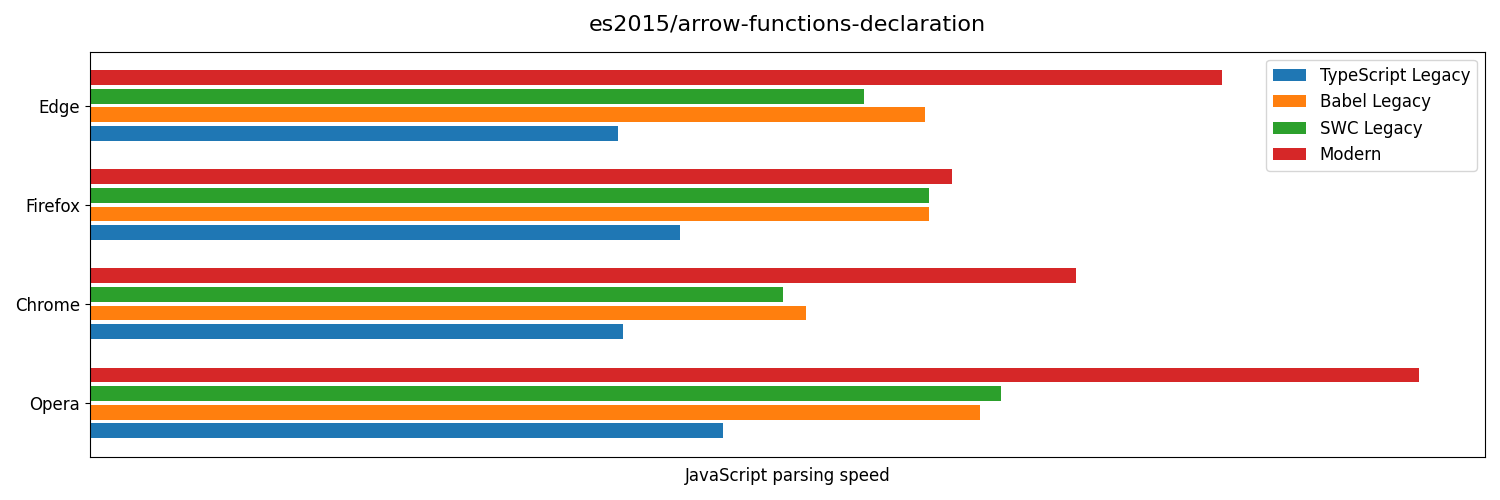 es2015/arrow-functions-declaration
TypeScript Legacy
Babel Legacy
SWC Legacy
Modern
Edge
Firefox
Chrome
Opera
JavaScript parsing speed